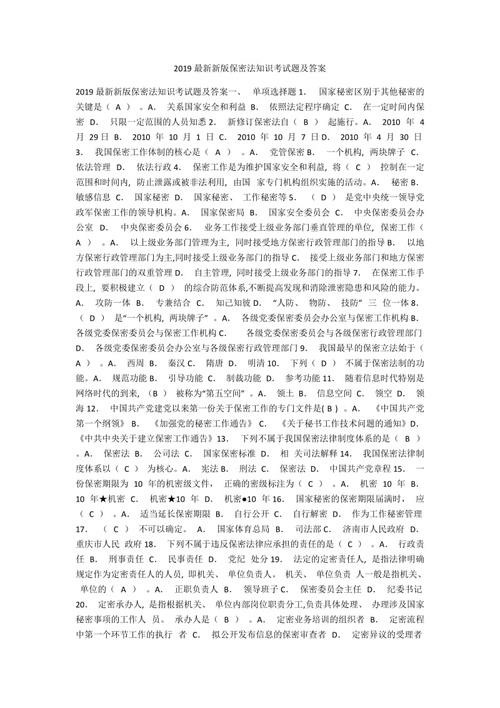 2019 最新新版保密法知识考试题及答案
2019 最新新版保密法知识考试题及答案一、 单项选择题 1． 国家秘密区别于其他秘密的
关键是（ A ） 。A． 关系国家安全和利益 B． 依照法定程序确定 C． 在一定时间内保
密 D． 只限一定范围的人员知悉 2． 新修订保密法自（ B ） 起施行。A． 2010 年 4
月 29 日 B． 2010 年 10 月 1 日 C． 2010 年 10 月 7 日 D． 2010 年 4 月 30 日
3． 我国保密工作体制的核心是（ A ） 。A． 党管保密 B． 一个机构, 两块牌子 C．
依法管理 D． 依法行政 4． 保密工作是为维护国家安全和利益, 将（ C ） 控制在一定
范围和时间内, 防止泄露或被非法利用, 由国 家专门机构组织实施的活动。A． 秘密 B．
敏感信息 C． 国家秘密 D． 国家秘密、 工作秘密等 5． （ D ） 是党中央统一领导党
政军保密工作的领导机构。A． 国家保密局 B． 国家安全委员会 C． 中央保密委员会办
公室 D． 中央保密委员会 6． 业务工作接受上级业务部门垂直管理的单位, 保密工作（
A ） 。A． 以上级业务部门管理为主, 同时接受地方保密行政管理部门的指导 B． 以地
方保密行政管理部门为主,同时接受上级业务部门的指导 C． 接受上级业务部门和地方保密
行政管理部门的双重管理 D． 自主管理, 同时接受上级业务部门的指导 7． 在保密工作手
段上, 要积极建立（ D ） 的综合防范体系,不断提高发现和消除泄密隐患和风险的能力。
A． 攻防一体 B． 专兼结合 C． 知己知彼 D． “人防、 物防、 技防” 三 位一体 8．
（ D ） 是“一个机构, 两块牌子” 。A． 各级党委保密委员会办公室与保密工作机构 B．
各级党委保密委员会与保密工作机构 C． 各级党委保密委员会与各级保密行政管理部门
D． 各级党委保密委员会办公室与各级保密行政管理部门 9． 我国最早的保密立法始于（
A ） 。A． 西周 B． 秦汉 C． 隋唐 D． 明清 10． 下列（ D ） 不属于保密法制的功
能。A． 规范功能 B． 引导功能 C． 制裁功能 D． 参考功能 11． 随着信息时代特别是
网络时代的到来, （B ） 被称为“第五空间” 。A． 领土 B． 信息空间 C． 领空 D． 领
海 12． 中国共产党建党以来第一份关于保密工作的专门文件是( B ) 。A． 《中国共产党
第一个纲领》 B． 《加强党的秘密工作通告》 C． 《关于秘书工作技术问题的通知》 D．
《中共中央关于建立保密工作通告》 13． 下列不属于我国保密法律制度体系的是（ B ）
。A． 保密法 B． 公司法 C． 国家保密标准 D． 相 关司法解释 14． 我国保密法律制
度体系以（ C ） 为核心。A． 宪法 B． 刑法 C． 保密法 D． 中国共产党章程 15． 一
份保密期限为 10 年的机密级文件， 正确的密级标注为（ C ） 。A． 机密 10 年 B．
10 年★机密 C． 机密★10 年 D． 机密●10 年 16． 国家秘密的保密期限届满时， 应
（ C ） 。A． 适当延长保密期限 B． 自行公开 C． 自行解密 D． 作为工作秘密管理
17． （ C ） 不可以确定。 A． 国家体育总局 B． 司法部 C． 济南市人民政府 D．
重庆市人民 政府 18． 下列不属于违反保密法律应承担的责任的是（ C ） 。A． 行政责
任 B． 刑事责任 C． 民事责任 D． 党纪 处分 19． 法定的定密责任人, 是指法律明确
规定作为定密责任人的人员, 即机关、 单位负责人。 机关、 单位负责 人一般是指机关、
单位的（ A ） 。A． 正职负责人 B． 领导班子 C． 保密委员会主任 D． 纪委书记
20． 定密承办人, 是指根据机关、 单位内部岗位职责分工,负责具体处理、 办理涉及国家
秘密事项的工作人 员。 承办人是（ B ） 。A． 定密业务培训的组织者 B． 定密流程
中第一个环节工作的执行 者 C． 拟公开发布信息的保密审查者 D． 定密异议的受理者